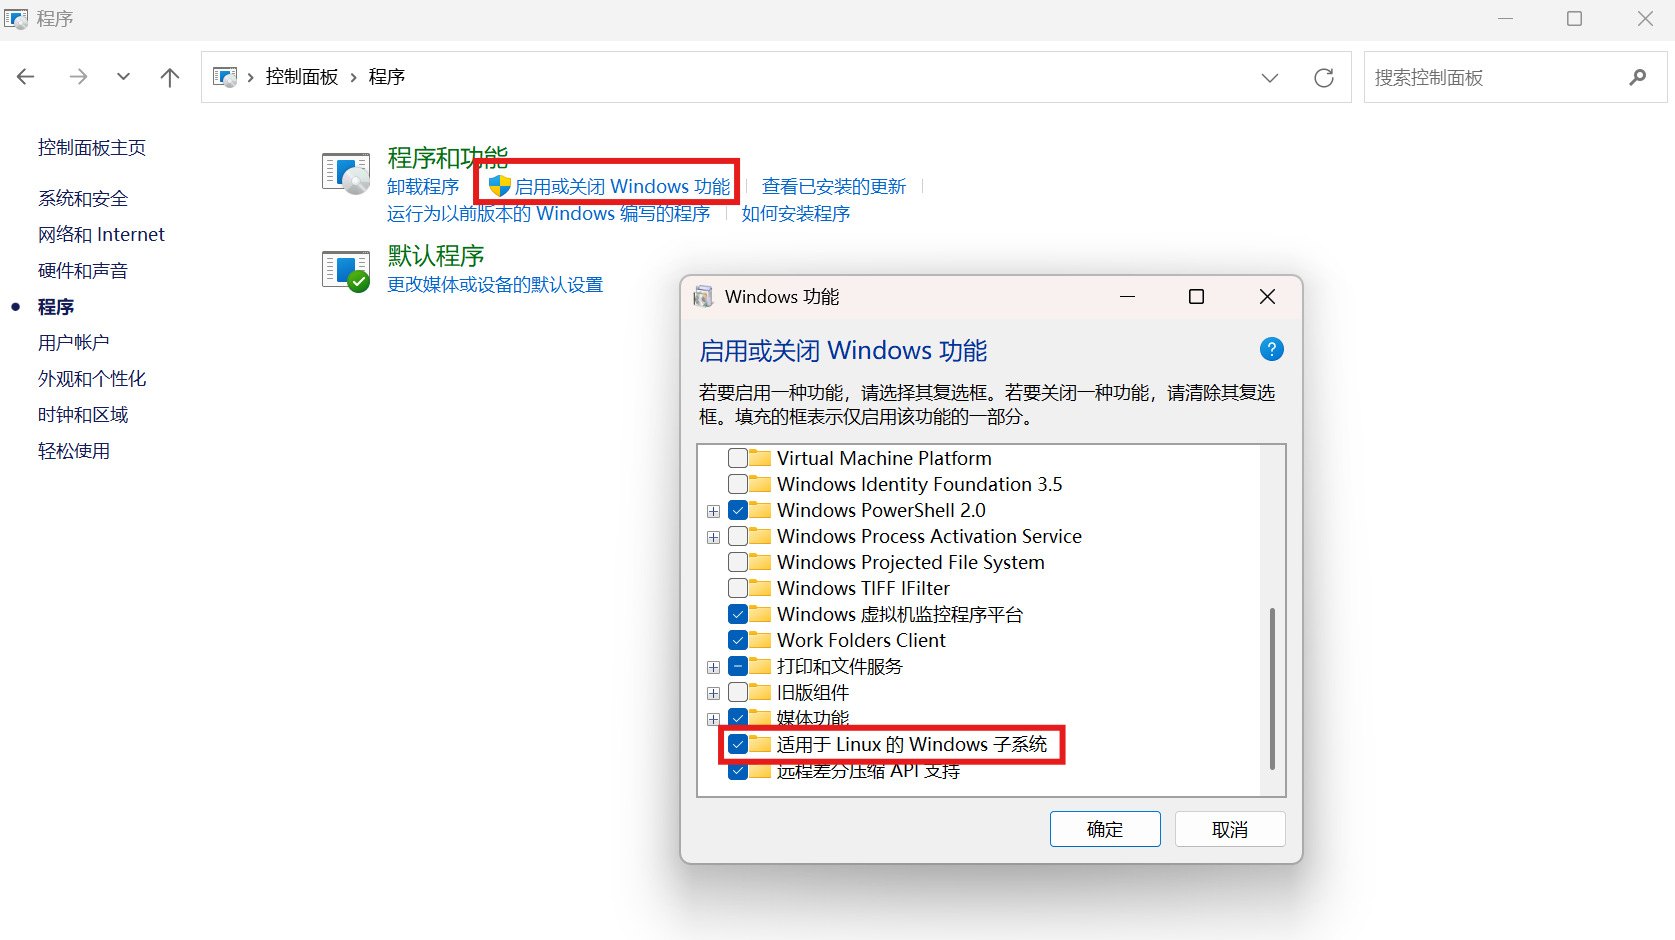 程序
控制面板 程序
搜索控制面板
控制面板主页
系统和安全
网络和 Internet
硬件和声音
程序
用户帐户
外观和个性化
时钟和区域
轻松使用
程序和功能
卸载程序 启用或关闭 Windows 功能 查看已安装的更新
运行为以前版本的 Windows 编写的程序 如何安装程序
默认程序
更改媒体或设备的默认设置
Windows 功能
启用或关闭 Windows 功能
若要启用一种功能，请选择其复选框。若要关闭一种功能，请清除其复选
框。填充的框表示仅启用该功能的一部分。
Virtual Machine Platform
Windows Identity Foundation 3.5
Windows PowerShell 2.0
Windows Process Activation Service
Windows Projected File System
Windows TIFF IFilter
Windows 虚拟机监控程序平台
Work Folders Client
打印和文件服务
旧版组件
媒体功能
适用于 Linux 的 Windows 子系统
远程差分压缩 API 支持
确定 取消